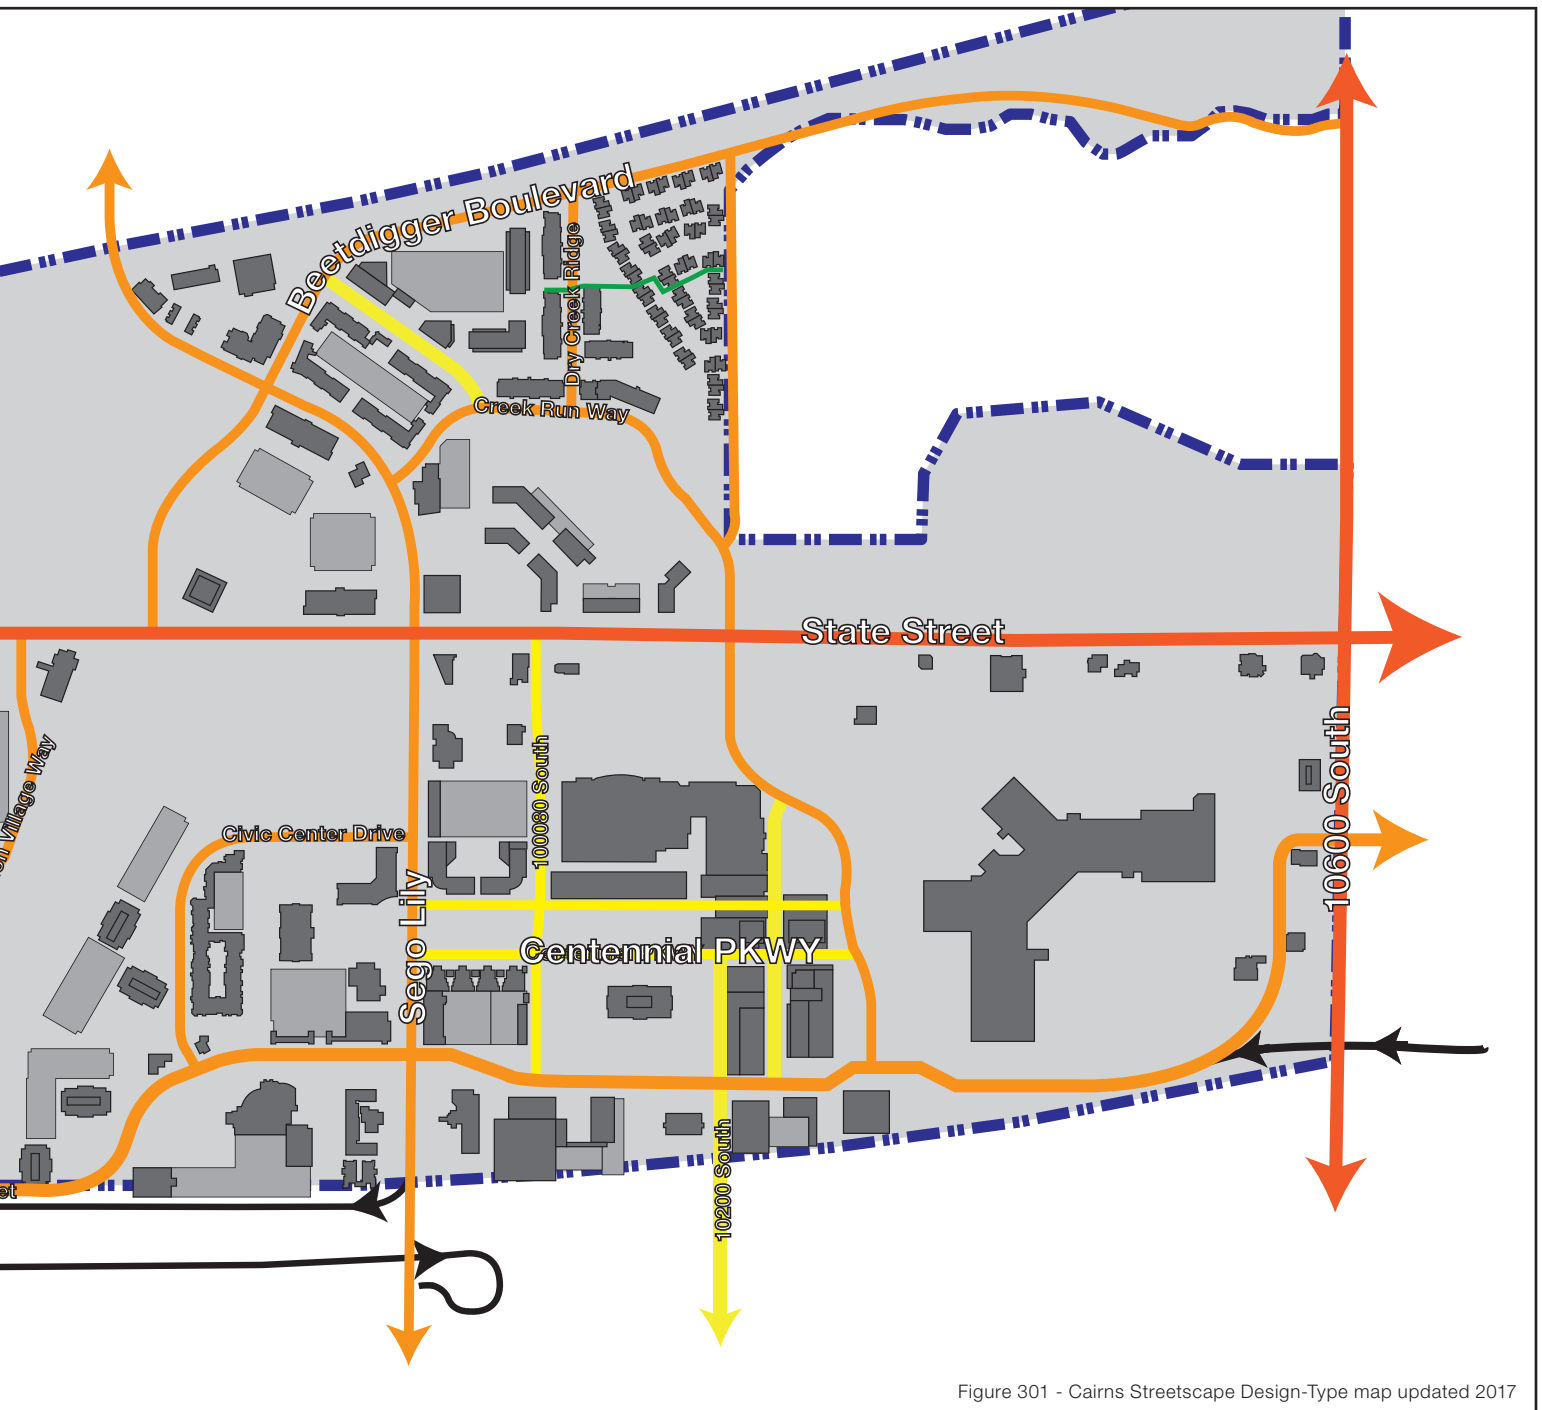 Beetdigger Boulevard
Dry Creek Ridge
Creek Run Way
State Street
Village Way
100080 South
10600 South
Civic Center Drive
Sego Lily
Centennial PKWY
10200 South
Figure 301 - Cairns Streetscape Design-Type map updated 2017